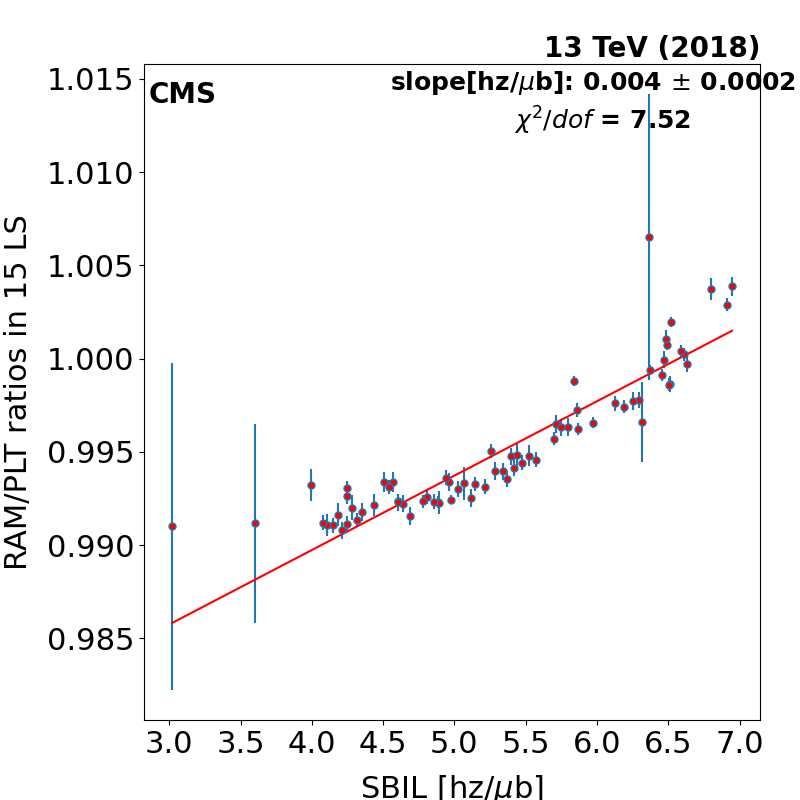 13 TeV (2018)
CMS
slope[hz/μb]: 0.004 ± 0.0002
χ²/dof = 7.52
1.015
1.010
1.005
1.000
0.995
0.990
0.985
RAM/PLT ratios in 15 LS
3.0 3.5 4.0 4.5 5.0 5.5 6.0 6.5 7.0
SBIL [hz/μb]